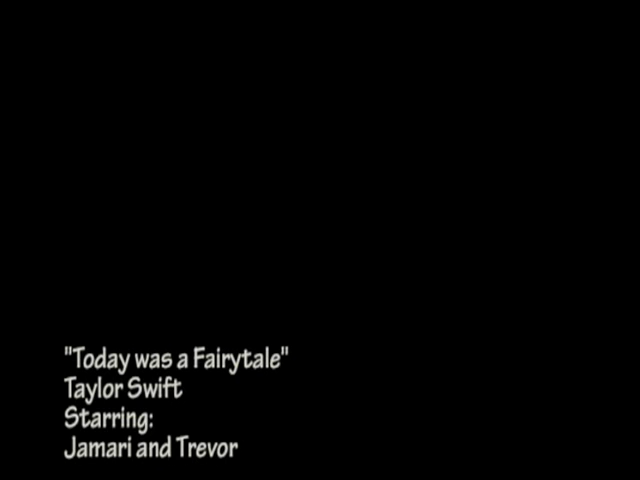 "Today was a Fairytale"
Taylor Swift
Starring:
Jamari and Trevor